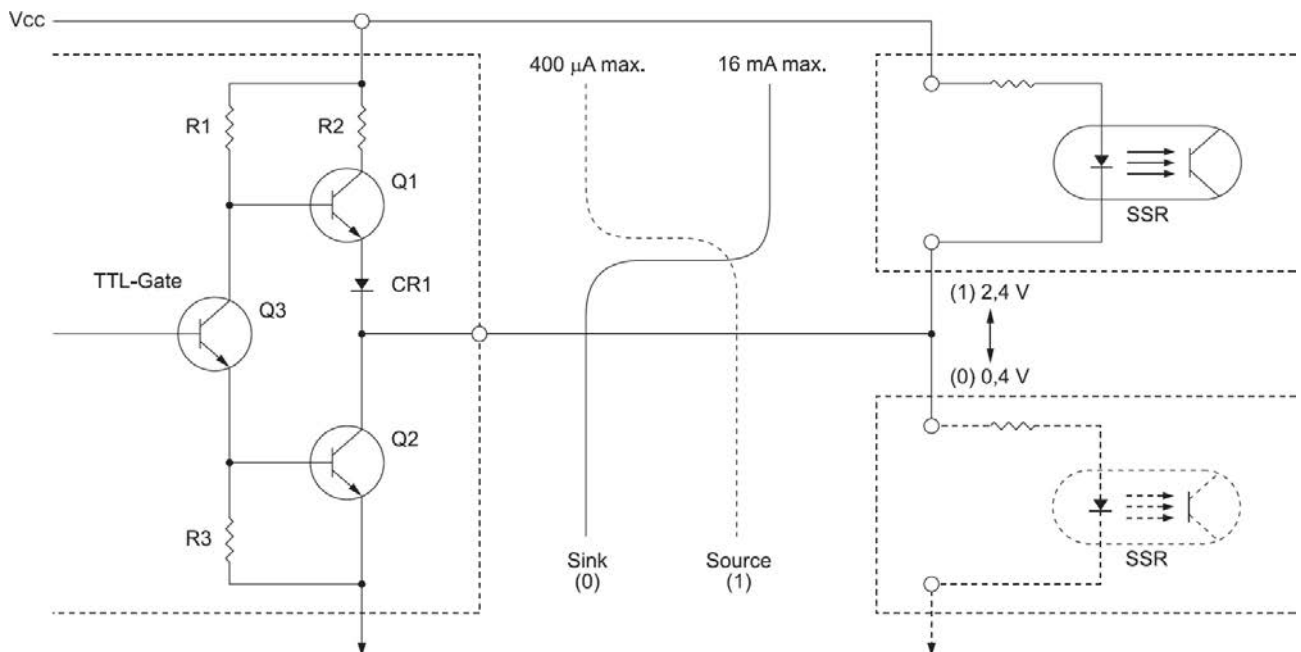 Vcc
400 μA max.
16 mA max.
R1
R2
Q1
SSR
TTL-Gate
CR1
Q3
(1) 2,4 V
(0) 0,4 V
Q2
R3
Sink
(0)
Source
(1)
SSR